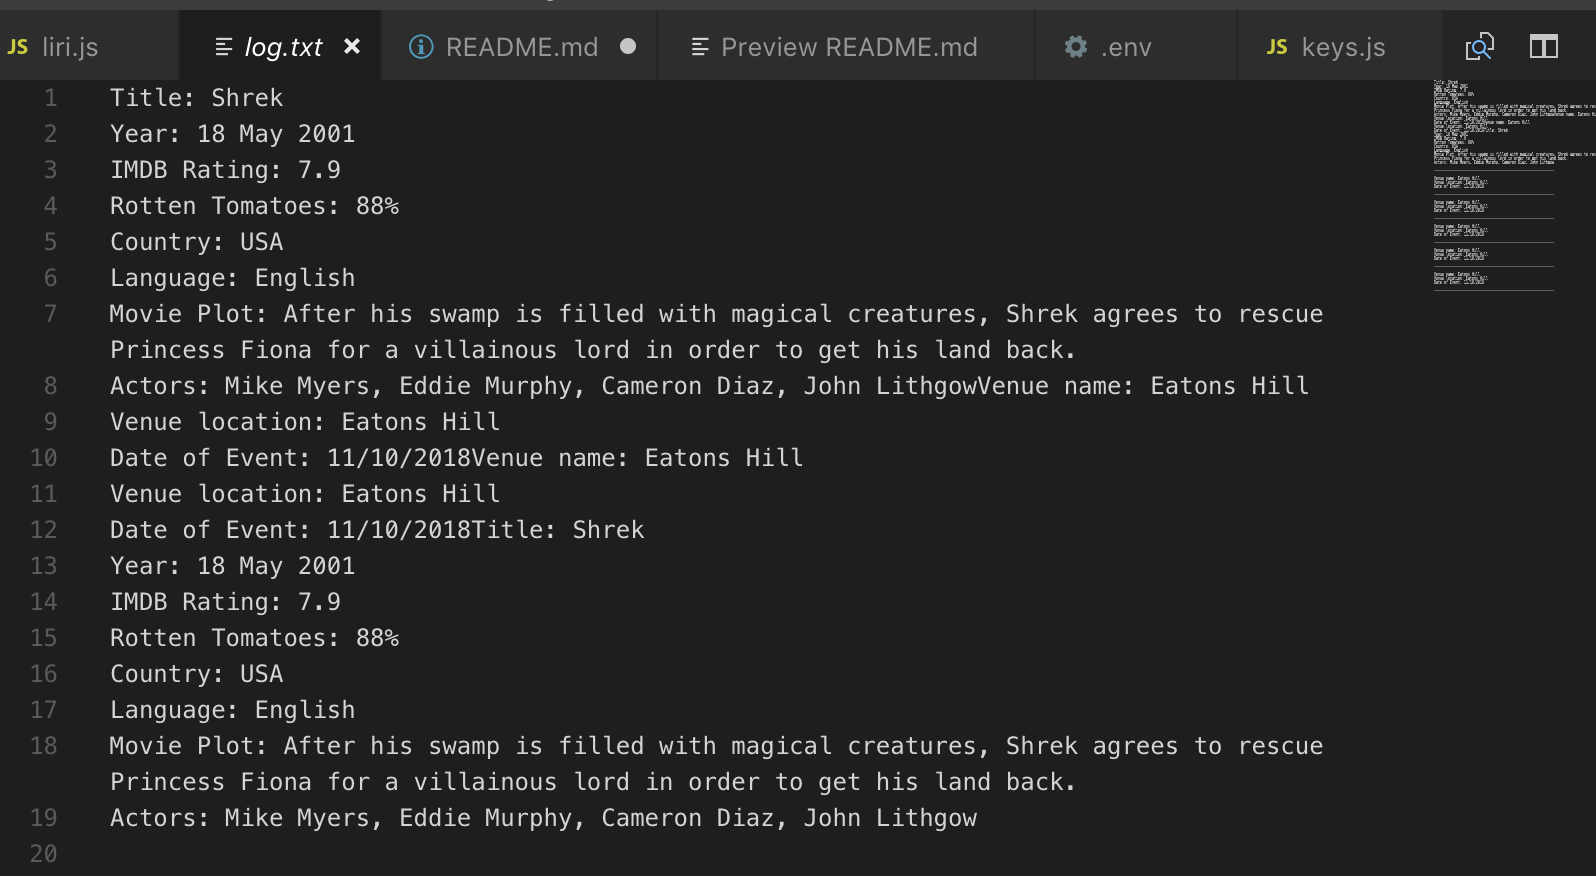 JS liri.js log.txt README.md Preview README.md .env JS keys.js
1 Title: Shrek
2 Year: 18 May 2001
3 IMDB Rating: 7.9
4 Rotten Tomatoes: 88%
5 Country: USA
6 Language: English
7 Movie Plot: After his swamp is filled with magical creatures, Shrek agrees to rescue
Princess Fiona for a villainous lord in order to get his land back.
8 Actors: Mike Myers, Eddie Murphy, Cameron Diaz, John LithgowVenue name: Eatons Hill
9 Venue location: Eatons Hill
10 Date of Event: 11/10/2018Venue name: Eatons Hill
11 Venue location: Eatons Hill
12 Date of Event: 11/10/2018Title: Shrek
13 Year: 18 May 2001
14 IMDB Rating: 7.9
15 Rotten Tomatoes: 88%
16 Country: USA
17 Language: English
18 Movie Plot: After his swamp is filled with magical creatures, Shrek agrees to rescue
Princess Fiona for a villainous lord in order to get his land back.
19 Actors: Mike Myers, Eddie Murphy, Cameron Diaz, John Lithgow
20